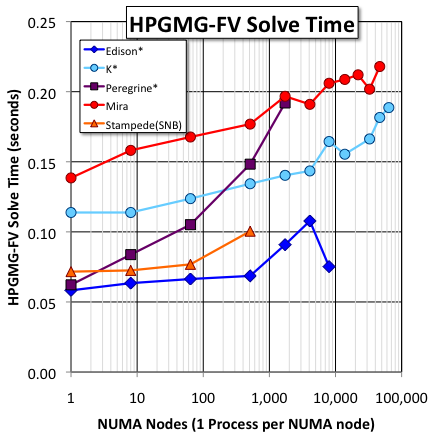 HPGMG-FV Solve Time
0.25
Edison*
K*
Peregrine*
Mira
Stampede(SNB)
0.20
0.15
0.10
0.05
0.00
HPGMG-FV Solve Time (seconds)
1 10 100 1,000 10,000 100,000
NUMA Nodes (1 Process per NUMA node)